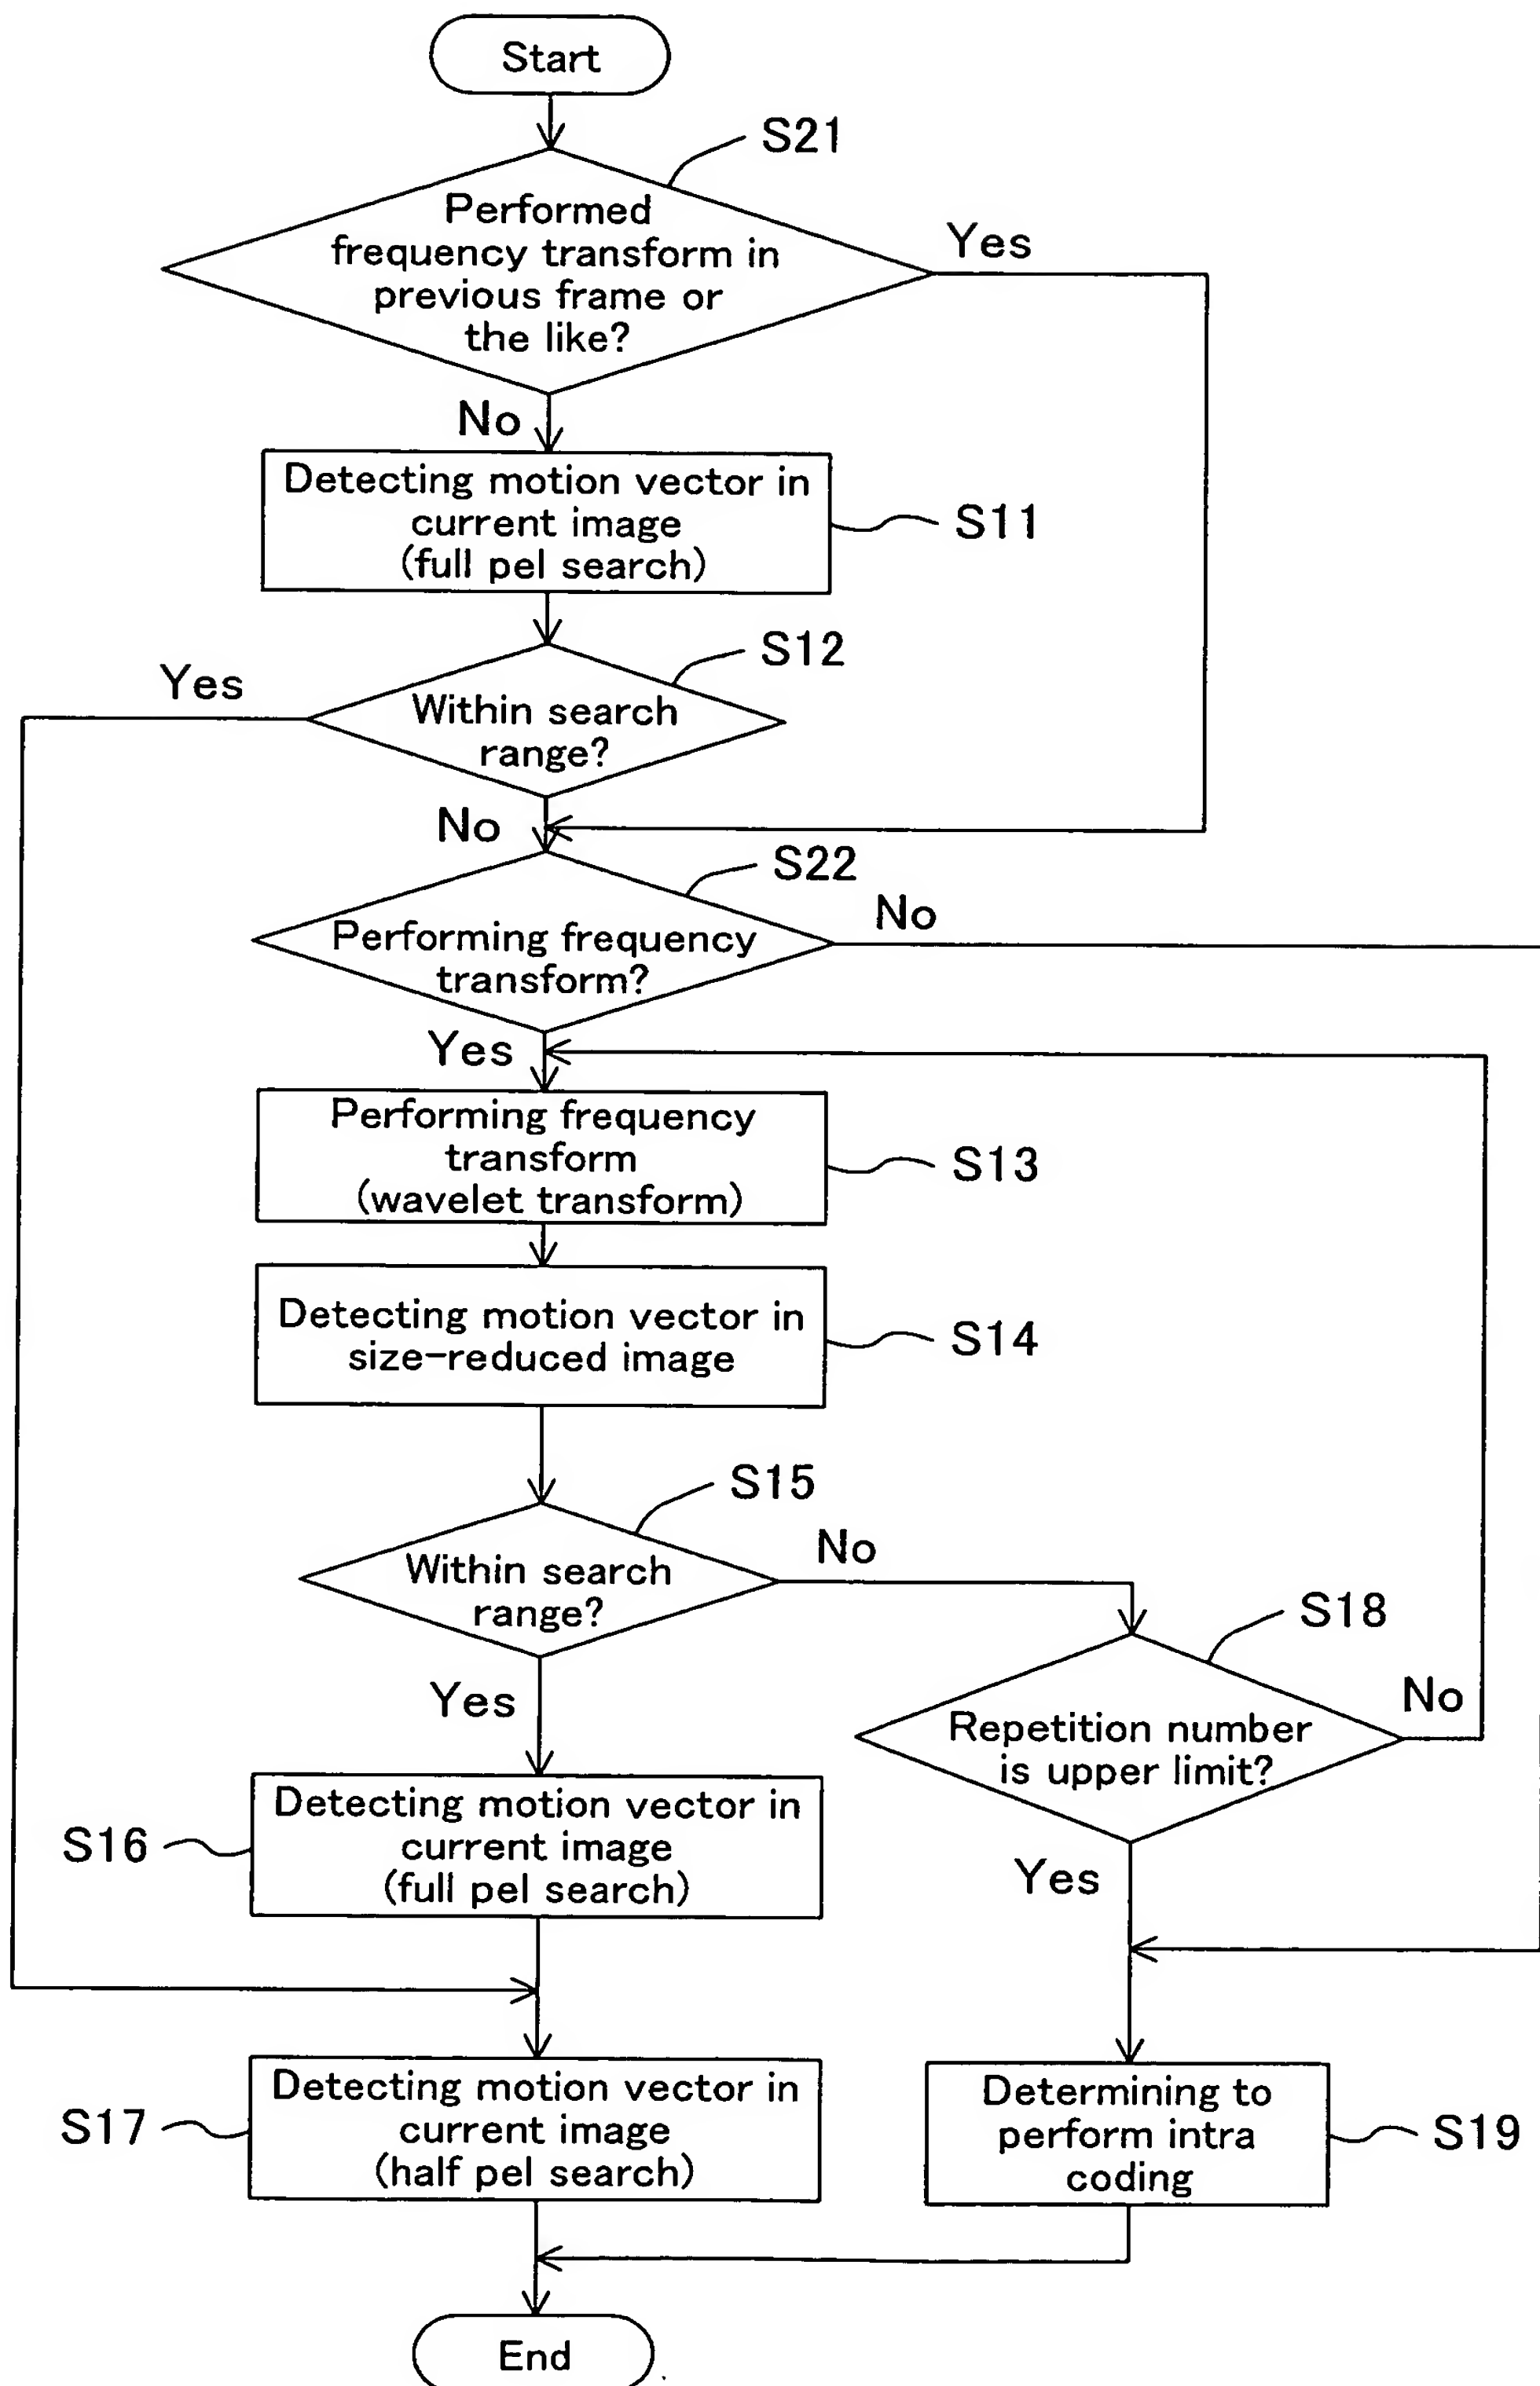 Start
S21
Performed
frequency transform in
previous frame or
the like?
Yes
No
Detecting motion vector in
current image
(full pel search)
S11
S12
Yes
Within search
range?
No
S22
No
Performing frequency
transform?
Yes
Performing frequency
transform
(wavelet transform)
S13
Detecting motion vector in
size-reduced image
S14
S15
No
Within search
range?
S18
Yes
No
Repetition number
is upper limit?
Detecting motion vector in
current image
(full pel search)
S16
Yes
Detecting motion vector in
current image
(half pel search)
S17
Determining to
perform intra
coding
S19
End